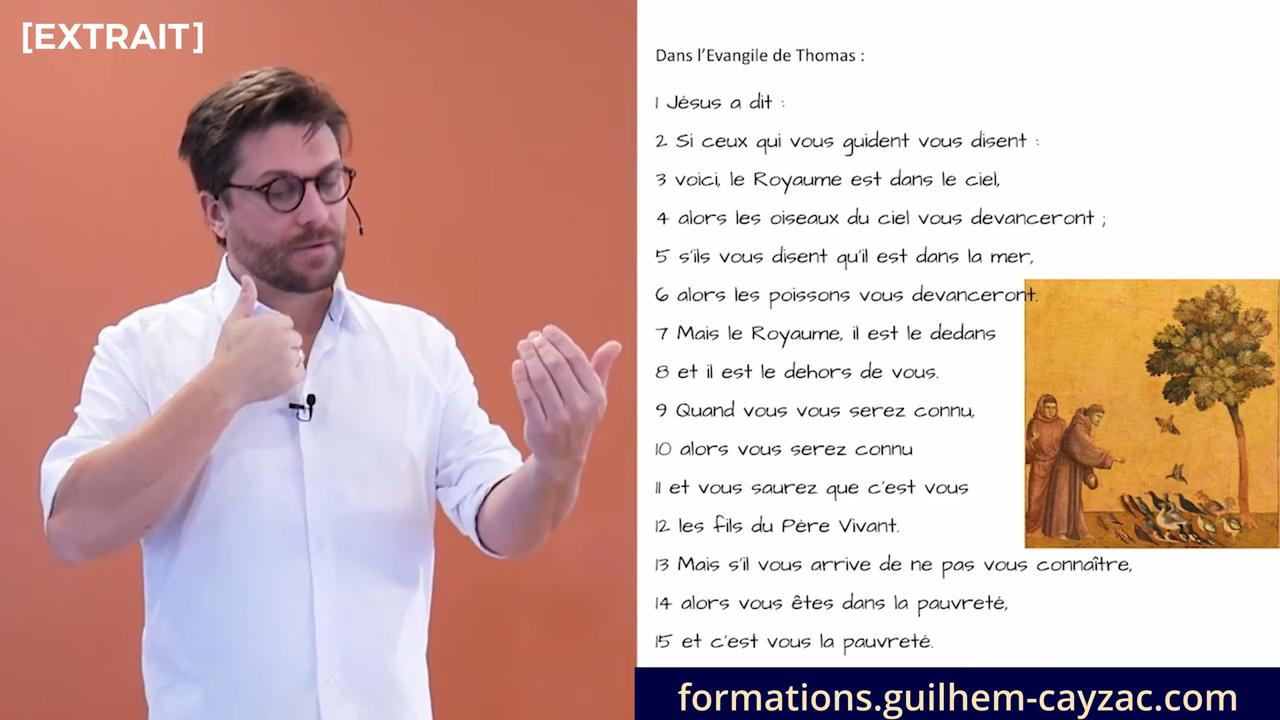 [EXTRAIT]
Dans l'Evangile de Thomas :
1 Jésus a dit :
2 Si ceux qui vous guident vous disent :
3 voici, le Royaume est dans le ciel,
4 alors les oiseaux du ciel vous devanceront ;
5 s'ils vous disent qu'il est dans la mer,
6 alors les poissons vous devanceront.
7 Mais le Royaume, il est le dedans
8 et il est le dehors de vous.
9 Quand vous vous serez connu,
10 alors vous serez connu
11 et vous saurez que c'est vous
12 les fils du Père Vivant.
13 Mais s'il vous arrive de ne pas vous connaître,
14 alors vous êtes dans la pauvreté,
15 et c'est vous la pauvreté.
formations.guilhem-cayzac.com